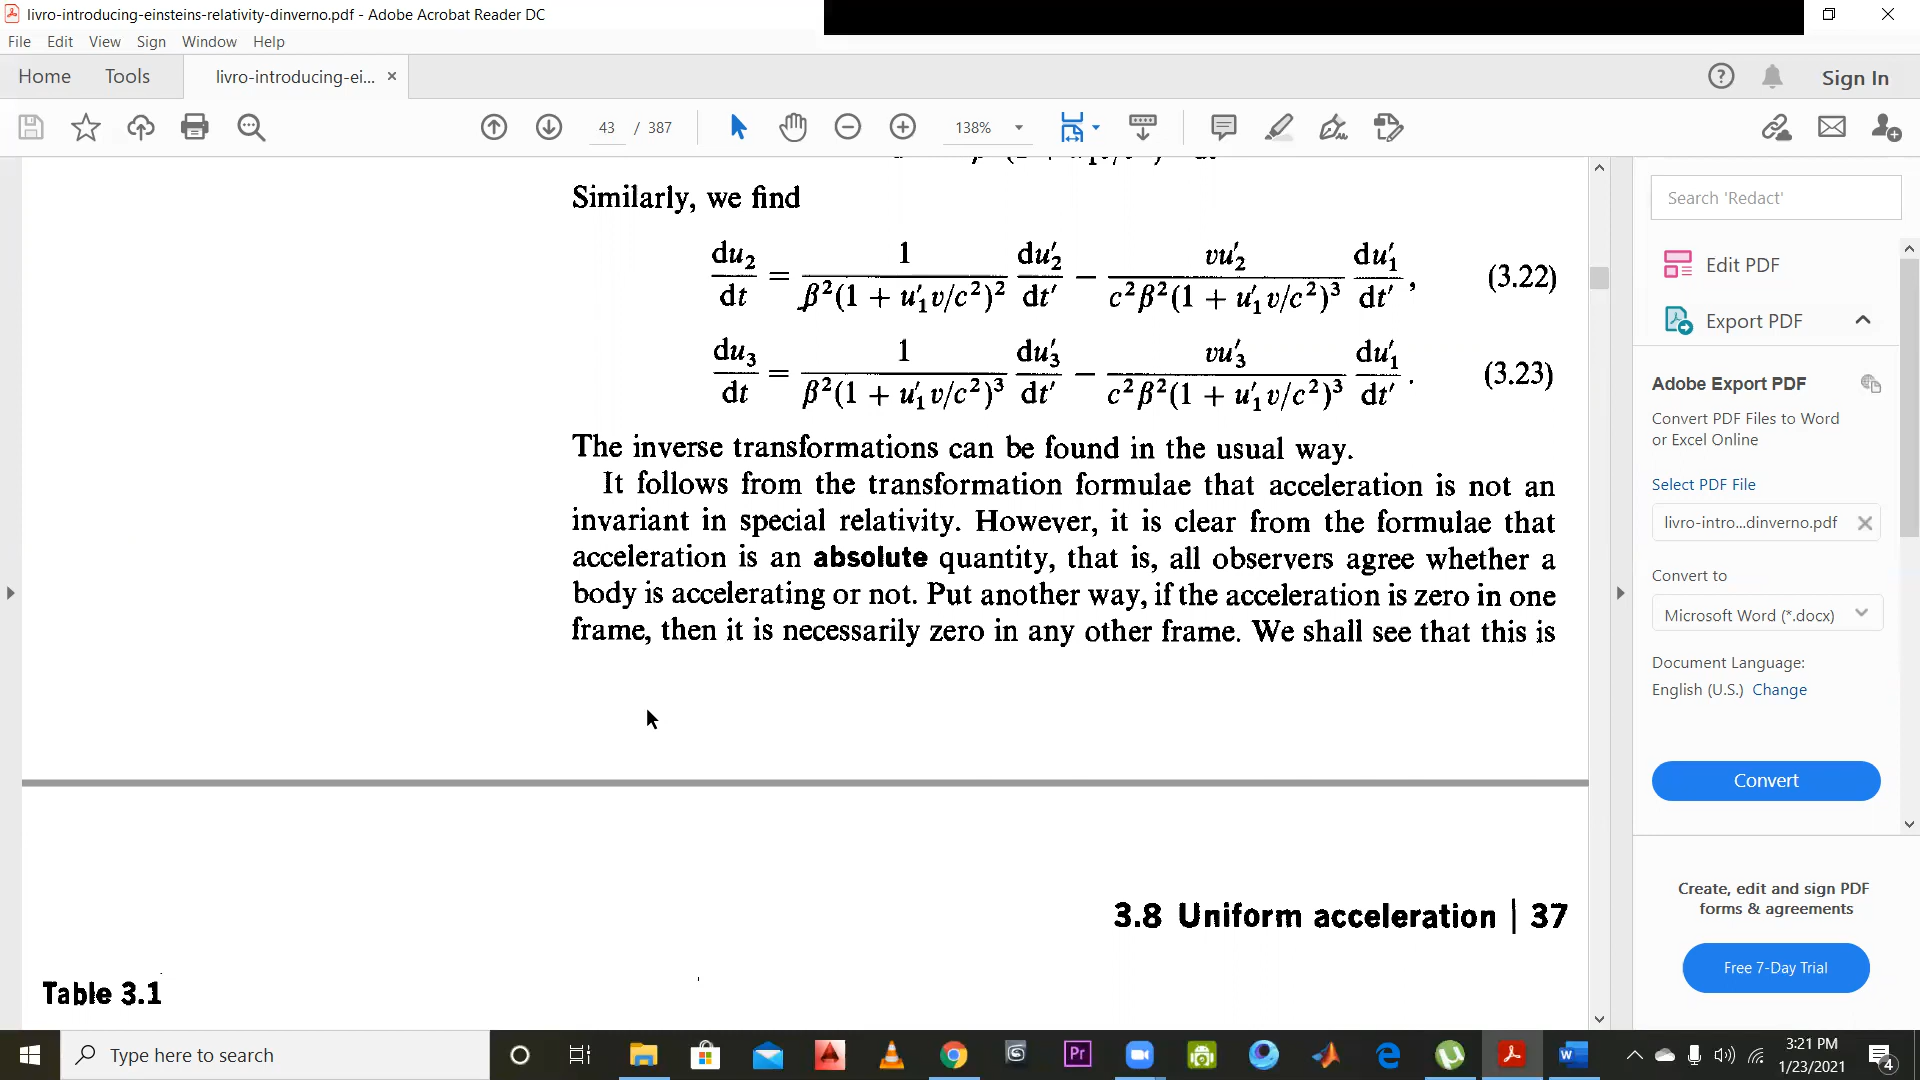 livro-introducing-einsteins-relativity-dinverno.pdf - Adobe Acrobat Reader DC
File Edit View Sign Window Help
Home Tools livro-introducing-ei... × Sign In
43 / 387 138%
Similarly, we find
du₂/dt = 1/(β²(1 + u′₁v/c²)²) du′₂/dt′ − vu′₂/(c²β²(1 + u′₁v/c²)³) du′₁/dt′, (3.22)
du₃/dt = 1/(β²(1 + u′₁v/c²)³) du′₃/dt′ − vu′₃/(c²β²(1 + u′₁v/c²)³) du′₁/dt′. (3.23)
The inverse transformations can be found in the usual way.
It follows from the transformation formulae that acceleration is not an
invariant in special relativity. However, it is clear from the formulae that
acceleration is an absolute quantity, that is, all observers agree whether a
body is accelerating or not. Put another way, if the acceleration is zero in one
frame, then it is necessarily zero in any other frame. We shall see that this is
3.8 Uniform acceleration | 37
Table 3.1
Search 'Redact'
Edit PDF
Export PDF
Adobe Export PDF
Convert PDF Files to Word
or Excel Online
Select PDF File
livro-intro...dinverno.pdf
Convert to
Microsoft Word (*.docx)
Document Language:
English (U.S.) Change
Convert
Create, edit and sign PDF
forms & agreements
Free 7-Day Trial
Type here to search
Pr
3:21 PM
1/23/2021
4